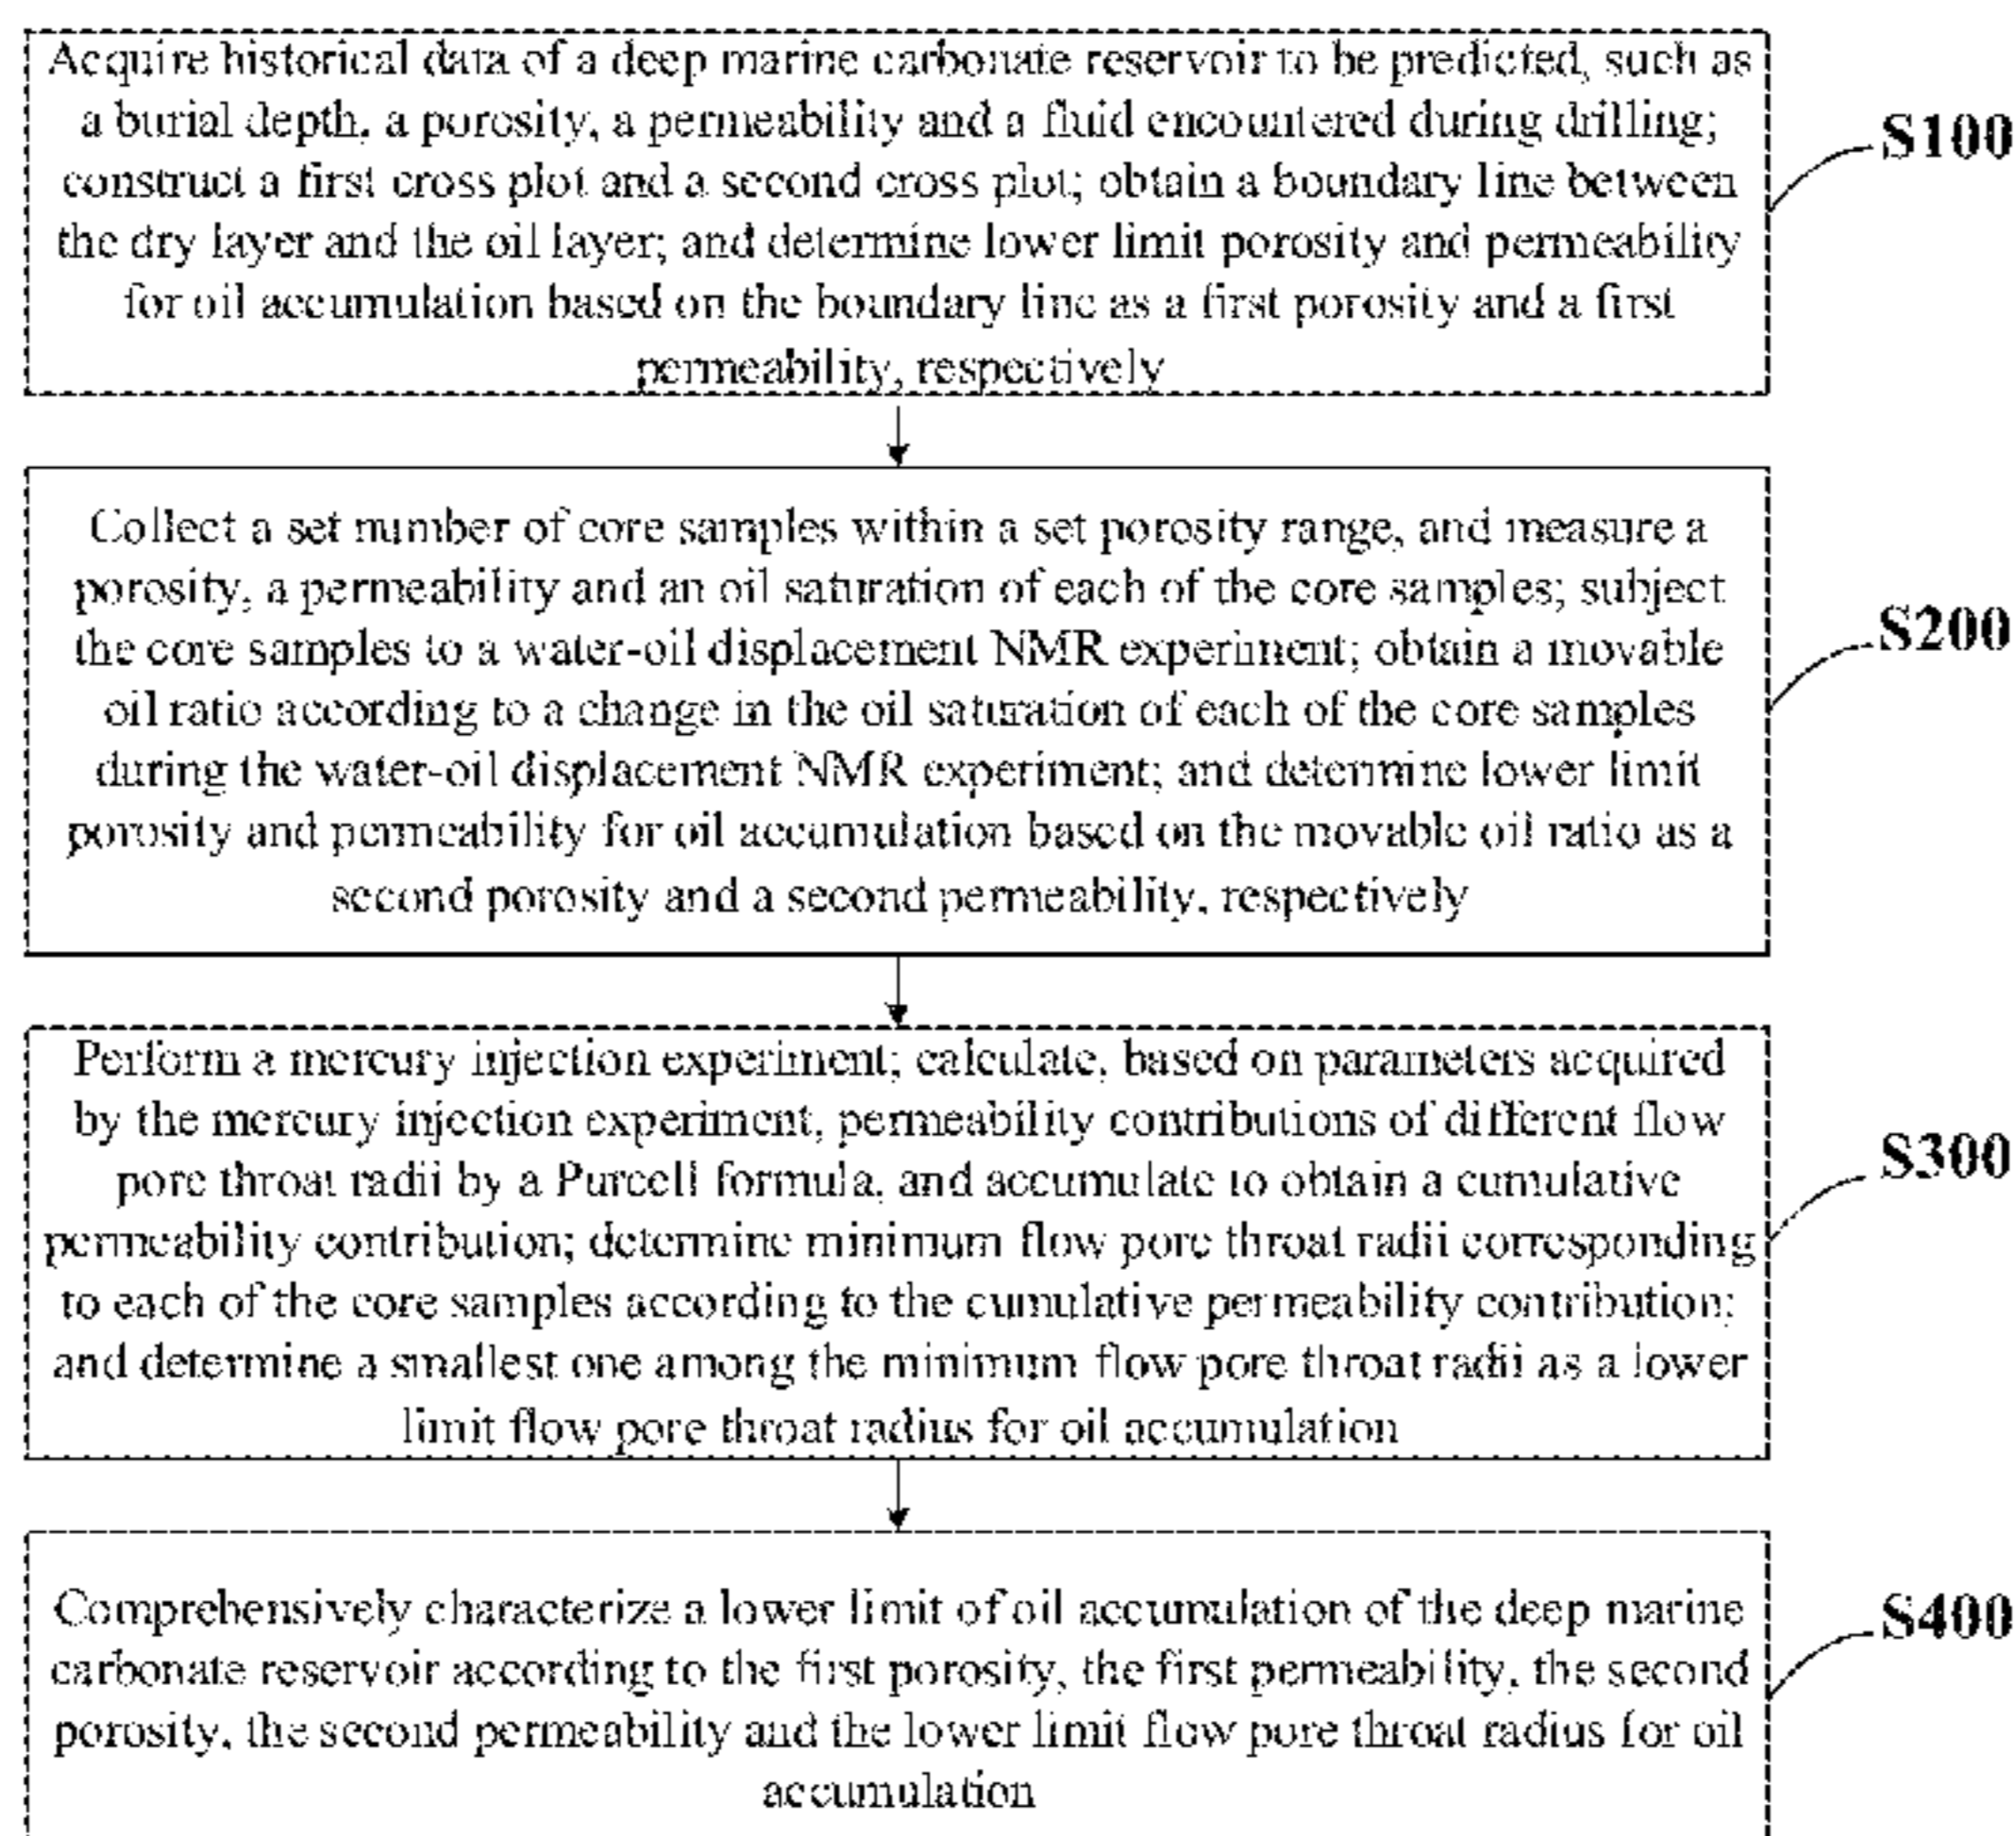 Acquire historical data of a deep marine carbonate reservoir to be predicted, such as
a burial depth, a porosity, a permeability and a fluid encountered during drilling;
construct a first cross plot and a second cross plot; obtain a boundary line between
the dry layer and the oil layer; and determine lower limit porosity and permeability
for oil accumulation based on the boundary line as a first porosity and a first
permeability, respectively
S100
Collect a set number of core samples within a set porosity range, and measure a
porosity, a permeability and an oil saturation of each of the core samples; subject
the core samples to a water-oil displacement NMR experiment; obtain a movable
oil ratio according to a change in the oil saturation of each of the core samples
during the water-oil displacement NMR experiment; and determine lower limit
porosity and permeability for oil accumulation based on the movable oil ratio as a
second porosity and a second permeability, respectively
S200
Perform a mercury injection experiment; calculate, based on parameters acquired
by the mercury injection experiment, permeability contributions of different flow
pore throat radii by a Purcell formula, and accumulate to obtain a cumulative
permeability contribution; determine minimum flow pore throat radii corresponding
to each of the core samples according to the cumulative permeability contribution;
and determine a smallest one among the minimum flow pore throat radii as a lower
limit flow pore throat radius for oil accumulation
S300
Comprehensively characterize a lower limit of oil accumulation of the deep marine
carbonate reservoir according to the first porosity, the first permeability, the second
porosity, the second permeability and the lower limit flow pore throat radius for oil
accumulation
S400